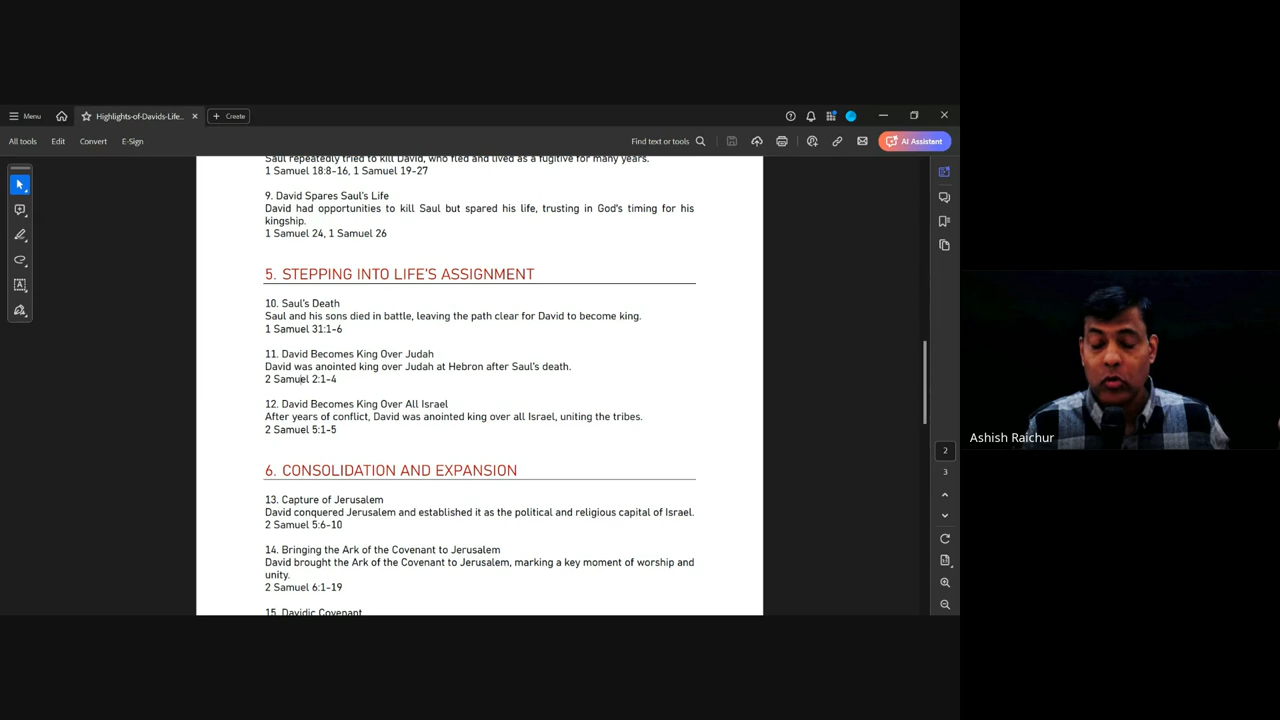 Menu
Highlights-of-Davids-Life...
Create
All tools
Edit
Convert
E-Sign
Find text or tools
AI Assistant
Saul repeatedly tried to kill David, who fled and lived as a fugitive for many years.
1 Samuel 18:8-16, 1 Samuel 19-27
9. David Spares Saul's Life
David had opportunities to kill Saul but spared his life, trusting in God's timing for his
kingship.
1 Samuel 24, 1 Samuel 26
5. STEPPING INTO LIFE'S ASSIGNMENT
10. Saul's Death
Saul and his sons died in battle, leaving the path clear for David to become king.
1 Samuel 31:1-6
11. David Becomes King Over Judah
David was anointed king over Judah at Hebron after Saul's death.
2 Samuel 2:1-4
12. David Becomes King Over All Israel
After years of conflict, David was anointed king over all Israel, uniting the tribes.
2 Samuel 5:1-5
6. CONSOLIDATION AND EXPANSION
13. Capture of Jerusalem
David conquered Jerusalem and established it as the political and religious capital of Israel.
2 Samuel 5:6-10
14. Bringing the Ark of the Covenant to Jerusalem
David brought the Ark of the Covenant to Jerusalem, marking a key moment of worship and
unity.
2 Samuel 6:1-19
15. Davidic Covenant
2
3
Ashish Raichur